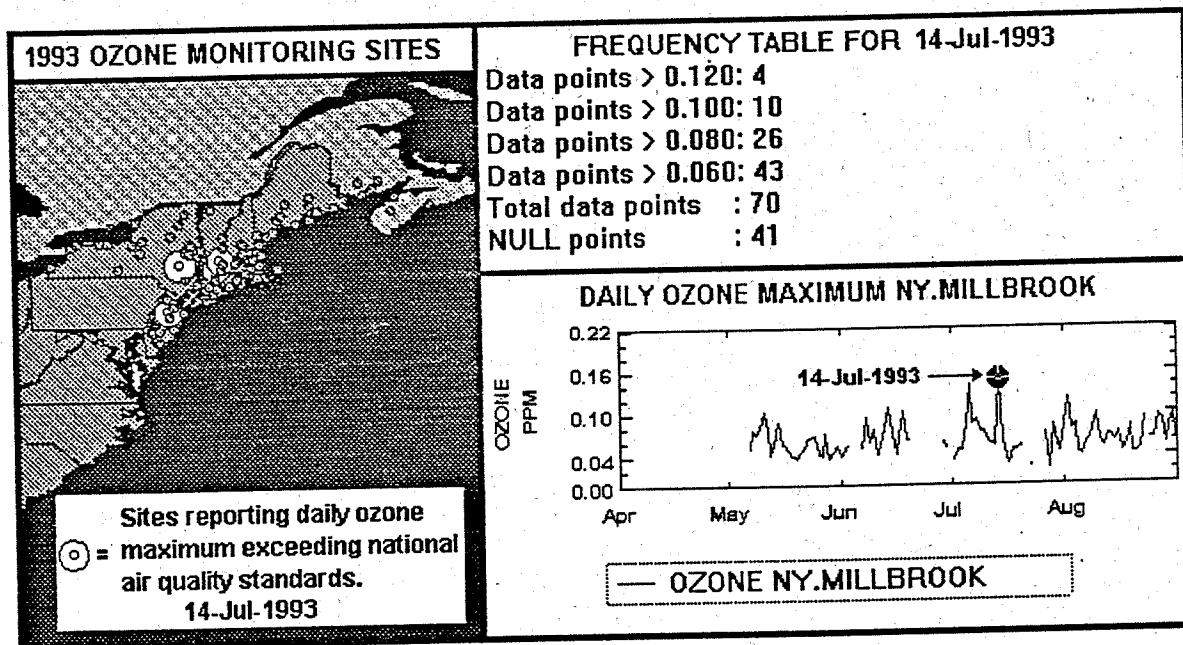 1993 OZONE MONITORING SITES
Sites reporting daily ozone
= maximum exceeding national
air quality standards.
14-Jul-1993
FREQUENCY TABLE FOR 14-Jul-1993
Data points > 0.120: 4
Data points > 0.100: 10
Data points > 0.080: 26
Data points > 0.060: 43
Total data points : 70
NULL points : 41
DAILY OZONE MAXIMUM NY.MILLBROOK
OZONE
PPM
0.22
0.16
0.10
0.04
0.00
14-Jul-1993
Apr May Jun Jul Aug
OZONE NY.MILLBROOK